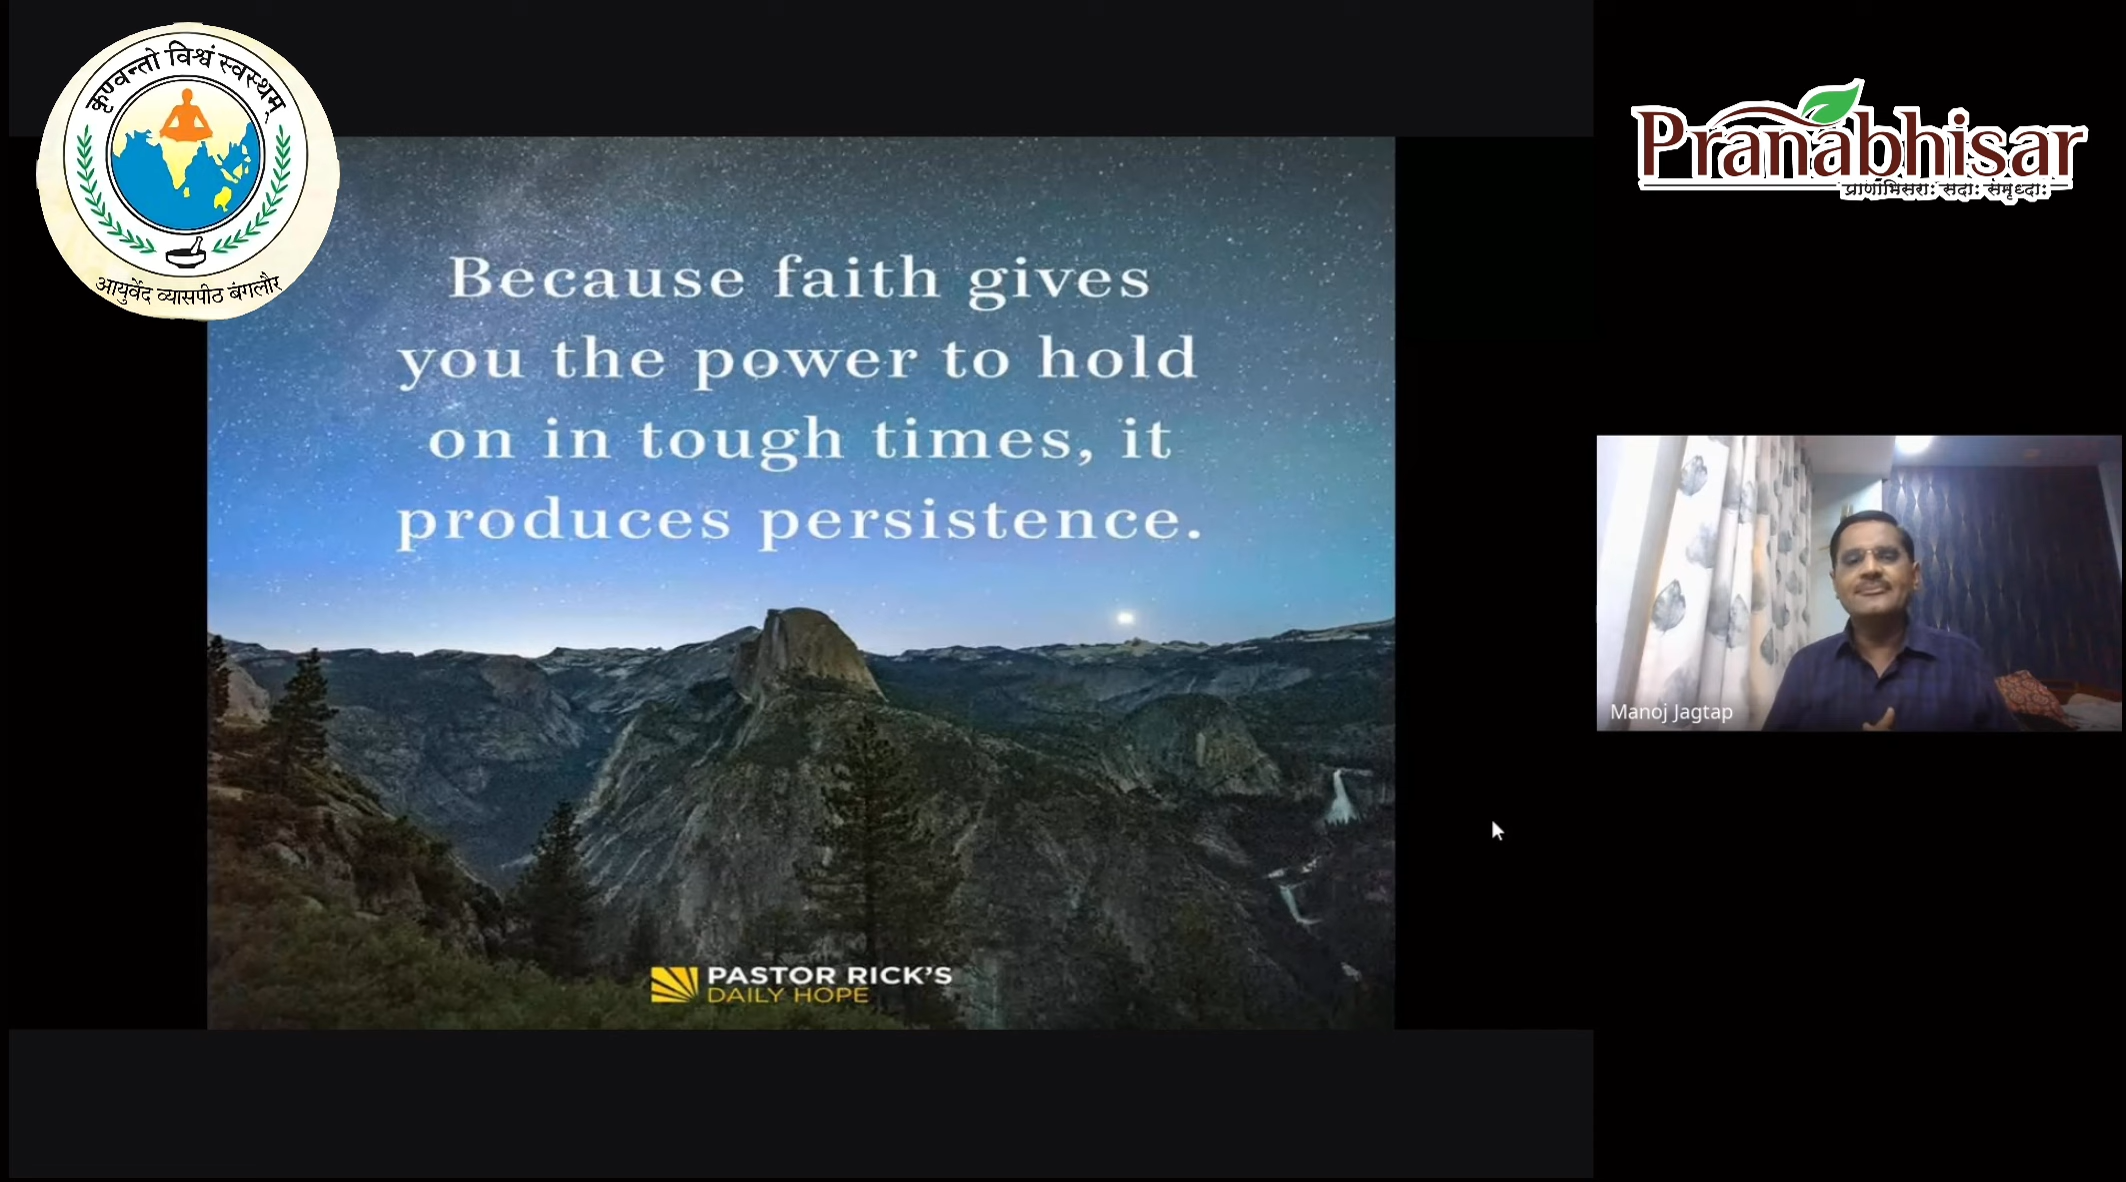 कृण्वन्तो विश्वं स्वस्थम्
आयुर्वेद व्यासपीठ बंगलौर
Because faith gives
you the power to hold
on in tough times, it
produces persistence.
PASTOR RICK'S
DAILY HOPE
Pranabhisar
प्राणाभिसराः सदाः संमृध्दाः
Manoj Jagtap